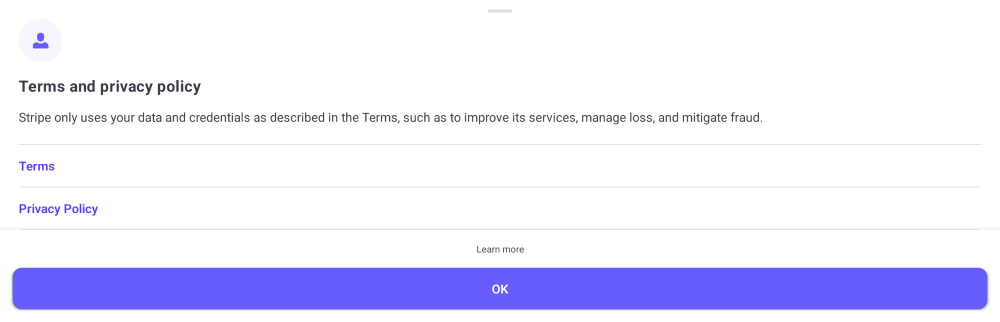 Terms and privacy policy
Stripe only uses your data and credentials as described in the Terms, such as to improve its services, manage loss, and mitigate fraud.
Terms
Privacy Policy
Learn more
OK